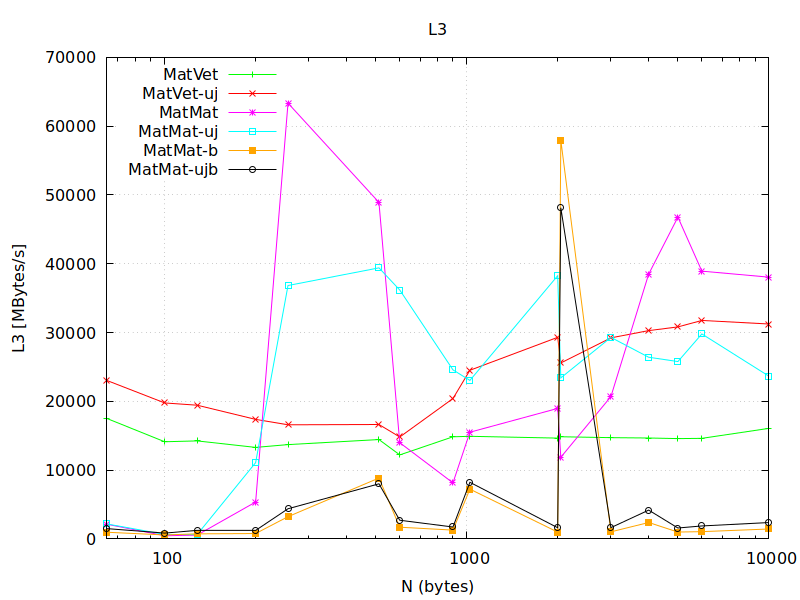 L3
70000
60000
50000
40000
30000
20000
10000
0
L3 [MBytes/s]
MatVet
MatVet-uj
MatMat
MatMat-uj
MatMat-b
MatMat-ujb
100
1000
10000
N (bytes)